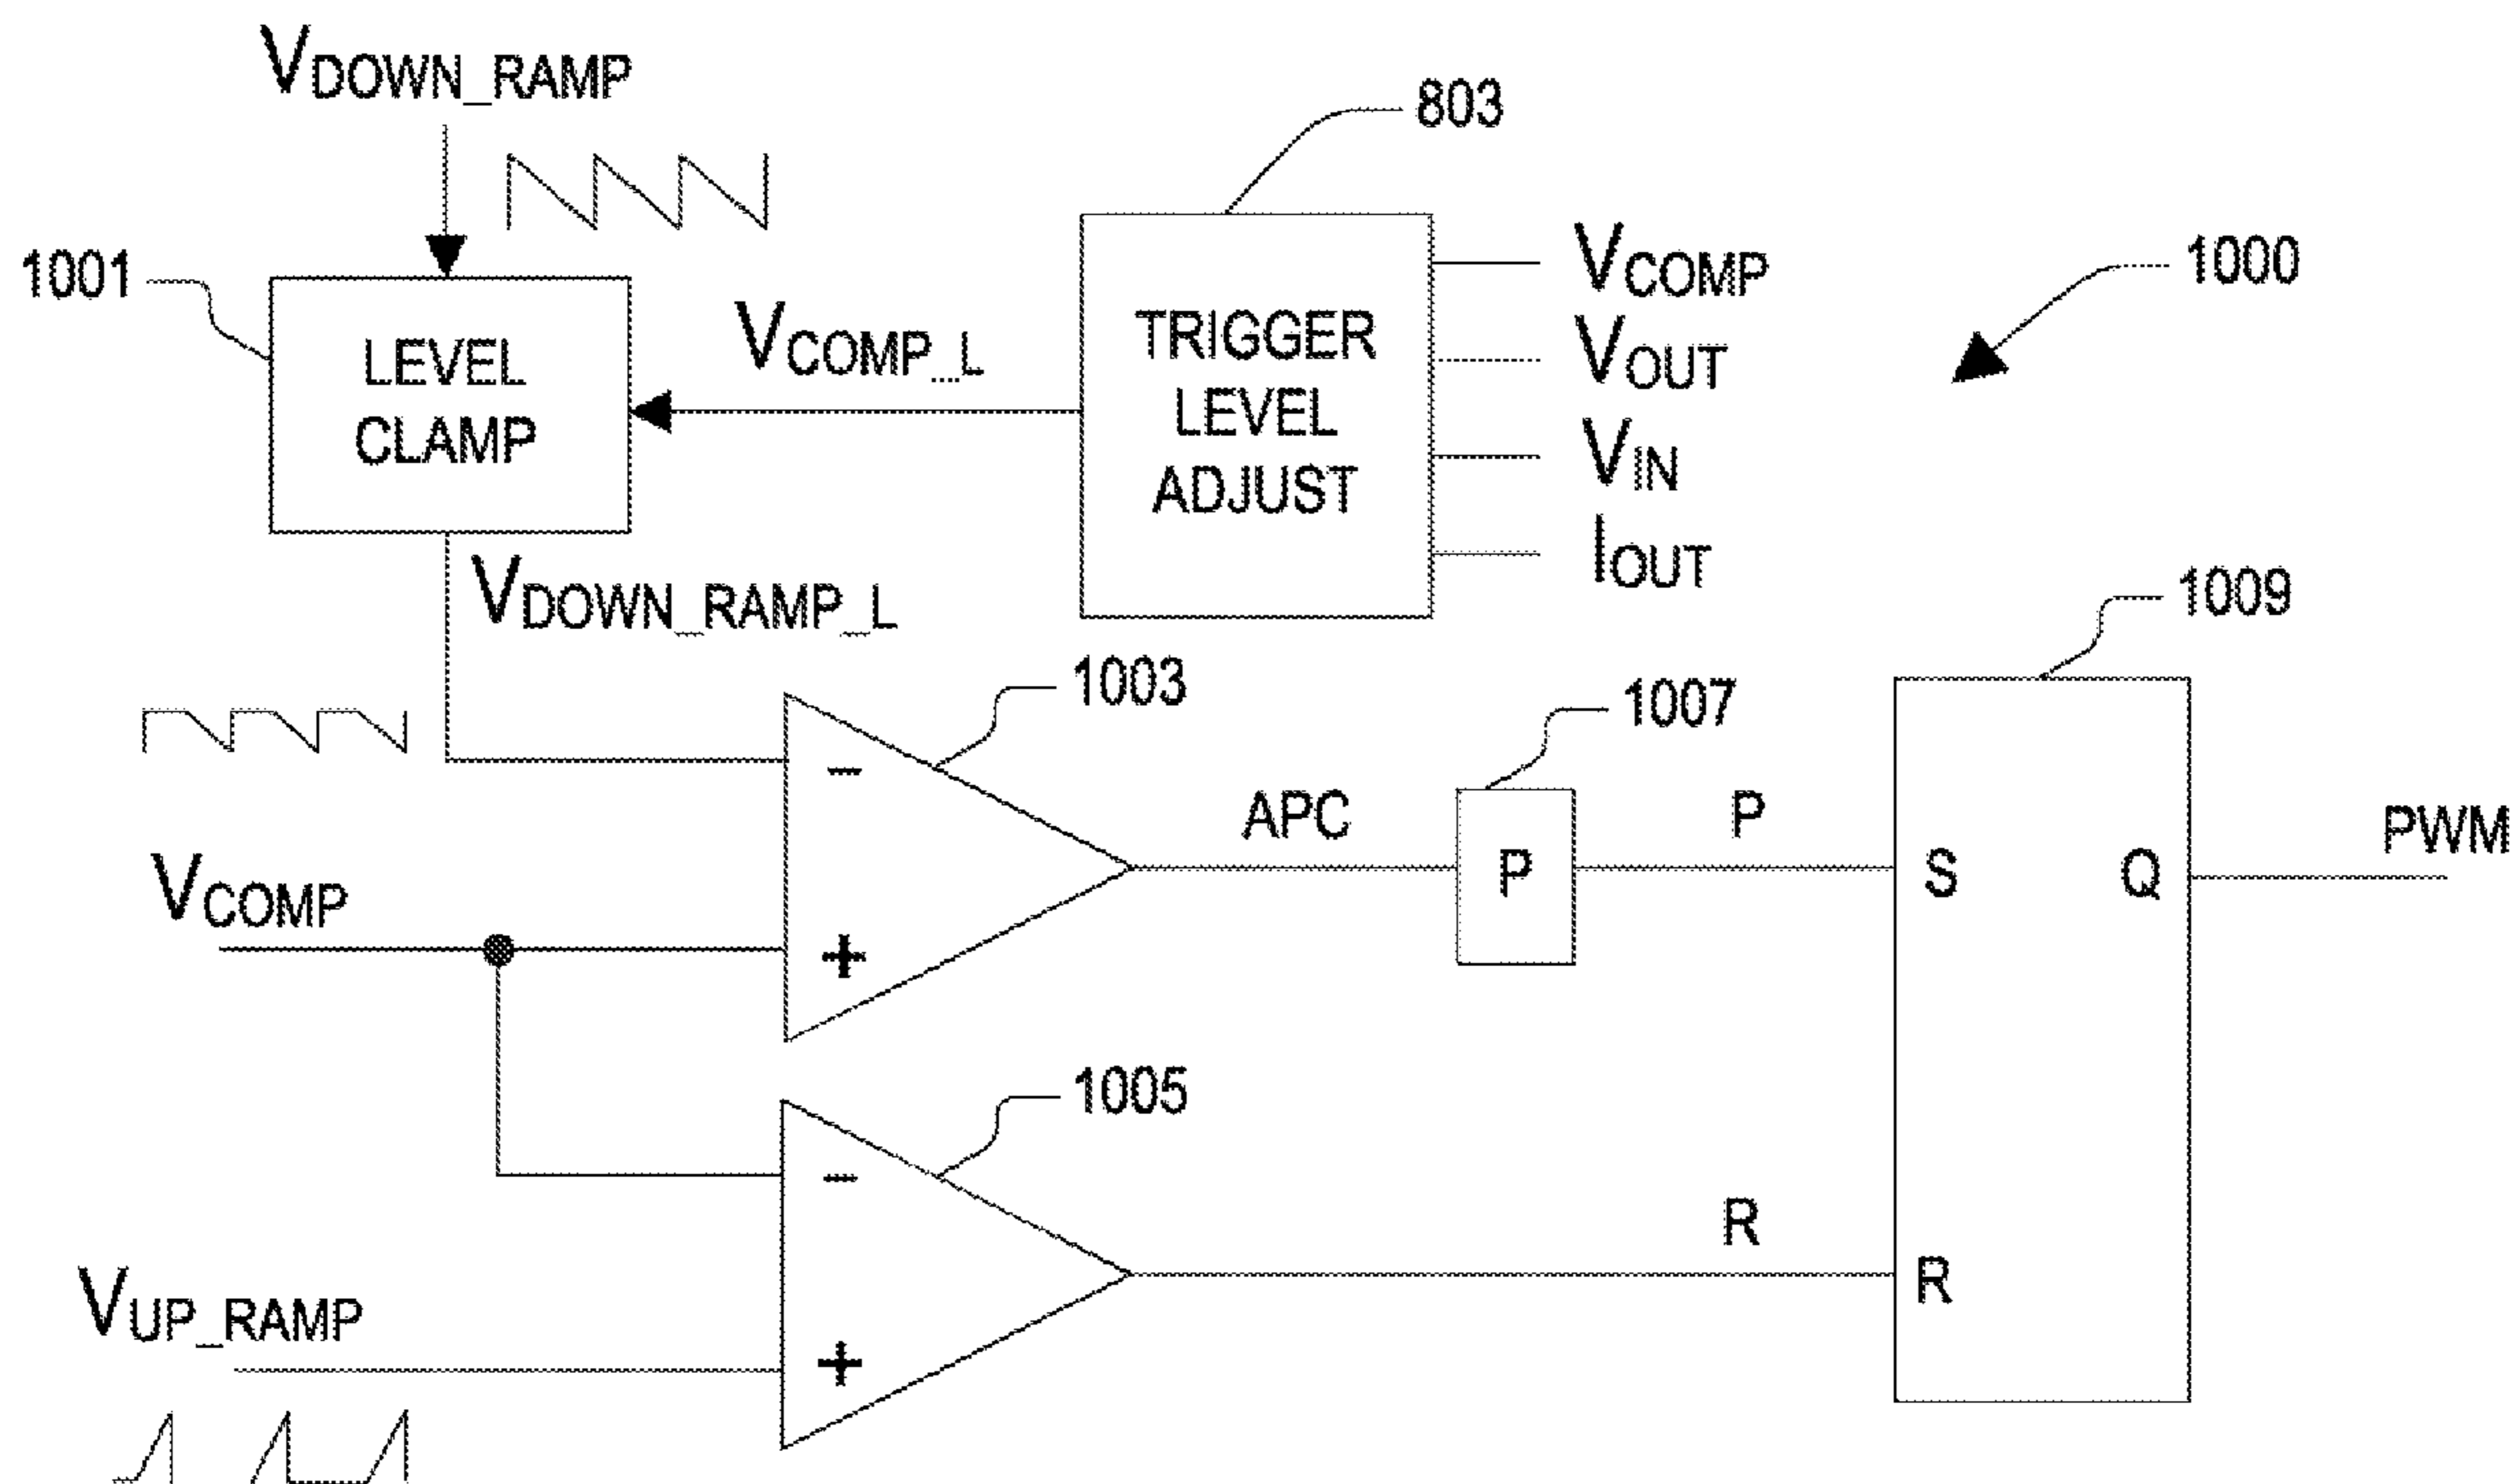 VDOWN_RAMP
803
1001
1000
LEVEL
CLAMP
VCOMP_L
TRIGGER
LEVEL
ADJUST
VCOMP
VOUT
VIN
IOUT
VDOWN_RAMP_L
1009
1003
1007
−
APC
P
P
PWM
VCOMP
S
Q
+
1005
−
R
R
VUP_RAMP
+